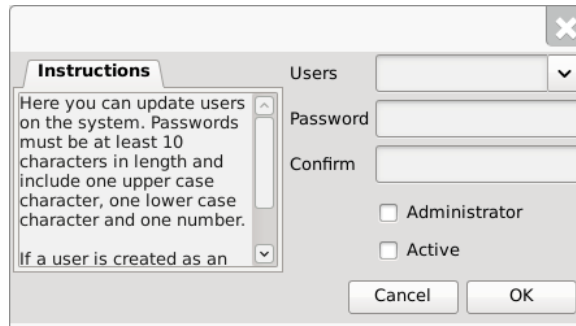 Instructions
Here you can update users
on the system. Passwords
must be at least 10
characters in length and
include one upper case
character, one lower case
character and one number.
If a user is created as an
Users
Password
Confirm
Administrator
Active
Cancel
OK